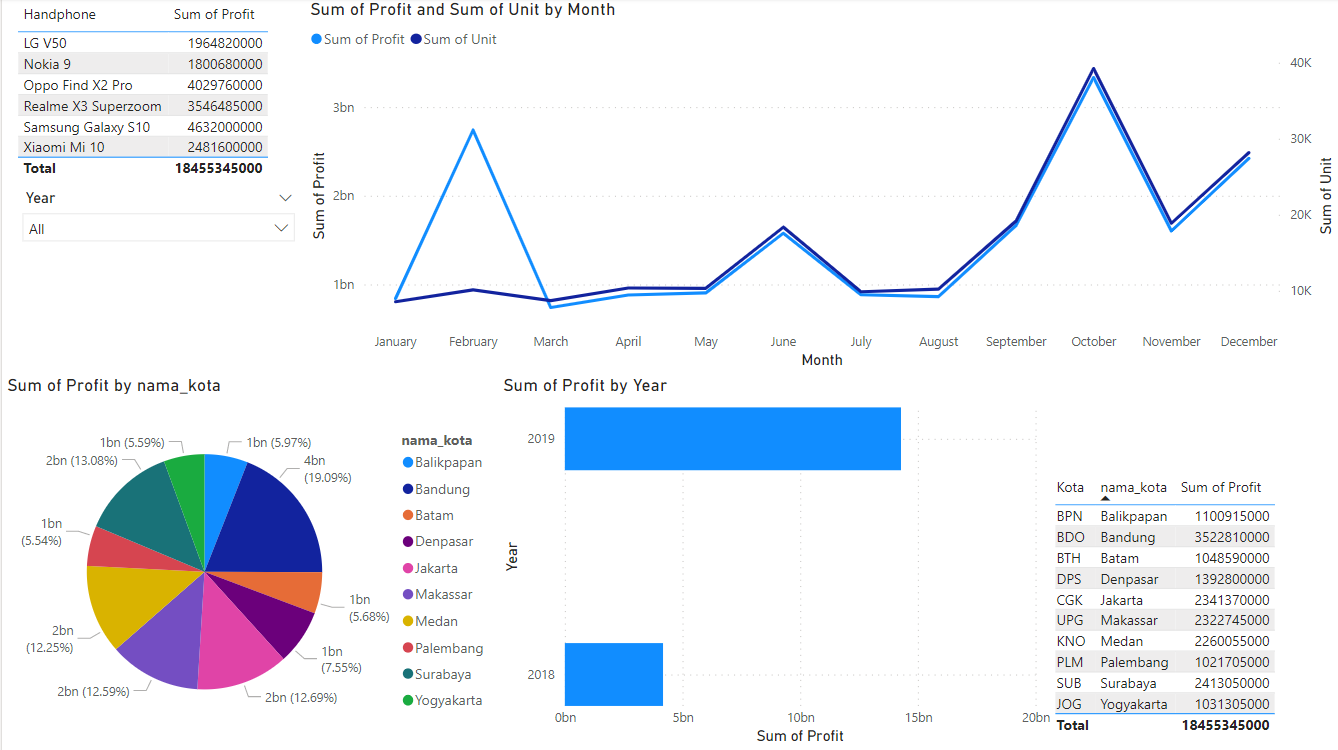 Handphone Sum of Profit
LG V50 1964820000
Nokia 9 1800680000
Oppo Find X2 Pro 4029760000
Realme X3 Superzoom 3546485000
Samsung Galaxy S10 4632000000
Xiaomi Mi 10 2481600000
Total 18455345000
Year
All
Sum of Profit and Sum of Unit by Month
Sum of Profit Sum of Unit
3bn
2bn
1bn
Sum of Profit
40K
30K
20K
10K
Sum of Unit
January February March April May June July August September October November December
Month
Sum of Profit by nama_kota
1bn (5.97%)
4bn
(19.09%)
1bn
(5.68%)
1bn
(7.55%)
2bn (12.69%)
2bn (12.59%)
2bn
(12.25%)
1bn
(5.54%)
2bn (13.08%)
1bn (5.59%)
nama_kota
Balikpapan
Bandung
Batam
Denpasar
Jakarta
Makassar
Medan
Palembang
Surabaya
Yogyakarta
Sum of Profit by Year
2019
2018
Year
0bn 5bn 10bn 15bn 20bn
Sum of Profit
Kota nama_kota Sum of Profit
BPN Balikpapan 1100915000
BDO Bandung 3522810000
BTH Batam 1048590000
DPS Denpasar 1392800000
CGK Jakarta 2341370000
UPG Makassar 2322745000
KNO Medan 2260055000
PLM Palembang 1021705000
SUB Surabaya 2413050000
JOG Yogyakarta 1031305000
Total 18455345000